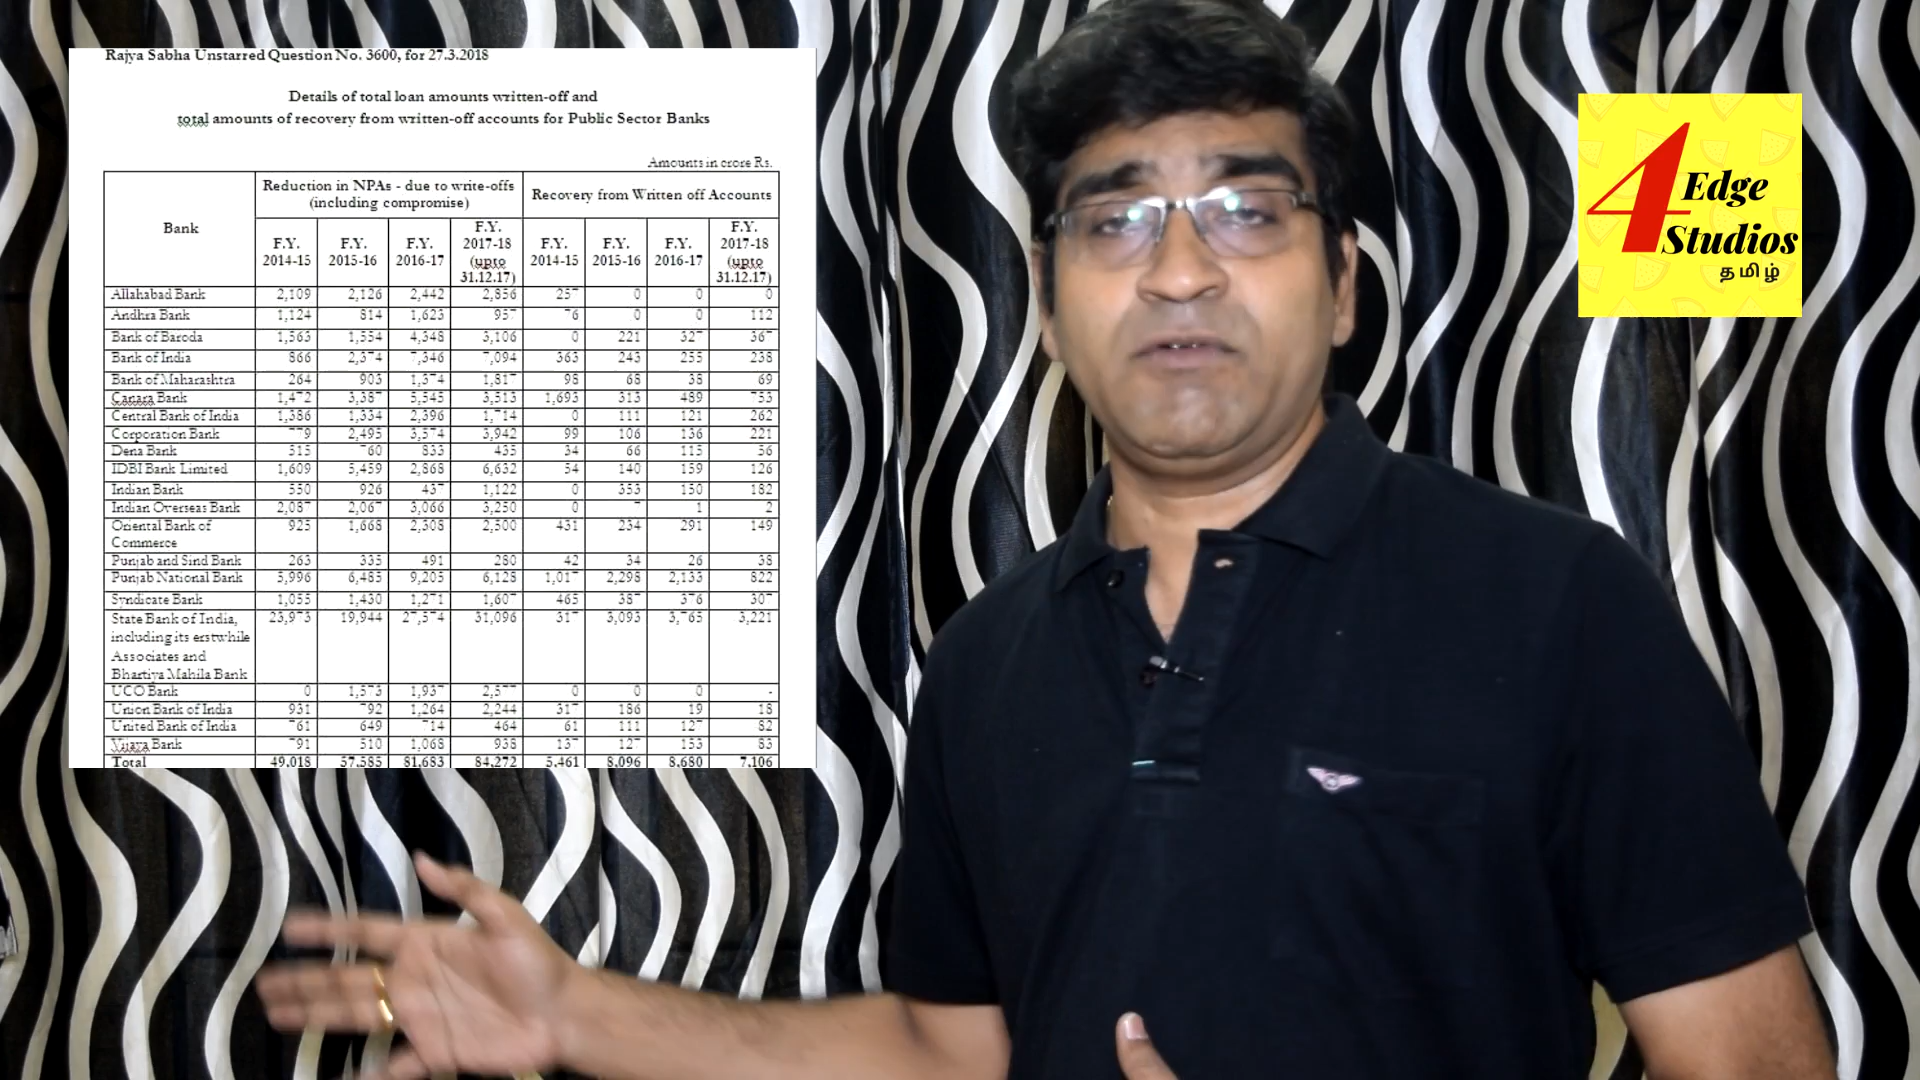 Rajya Sabha Unstarred Question No. 3600, for 27.3.2018
Details of total loan amounts written-off and
total amounts of recovery from written-off accounts for Public Sector Banks
Amounts in crore Rs.
Bank Reduction in NPAs - due to write-offs (including compromise) Recovery from Written off Accounts
F.Y. 2014-15 F.Y. 2015-16 F.Y. 2016-17 F.Y. 2017-18 (upto 31.12.17) F.Y. 2014-15 F.Y. 2015-16 F.Y. 2016-17 F.Y. 2017-18 (upto 31.12.17)
Allahabad Bank 2,109 2,126 2,442 2,856 257 0 0 0
Andhra Bank 1,124 814 1,623 957 76 0 0 112
Bank of Baroda 1,563 1,554 4,348 3,106 0 221 327 367
Bank of India 866 2,374 7,346 7,094 363 243 255 238
Bank of Maharashtra 264 903 1,374 1,817 98 68 38 69
Canara Bank 1,472 3,387 5,545 3,513 1,693 313 489 753
Central Bank of India 1,386 1,334 2,396 1,714 0 111 121 262
Corporation Bank 779 2,495 3,574 3,942 99 106 136 221
Dena Bank 515 760 833 435 34 66 115 56
IDBI Bank Limited 1,609 5,459 2,868 6,632 54 140 159 126
Indian Bank 550 926 437 1,122 0 353 150 182
Indian Overseas Bank 2,087 2,067 3,066 3,250 0 7 1 2
Oriental Bank of 925 1,668 2,308 2,500 431 234 291 149
Commerce
Punjab and Sind Bank 263 335 491 280 42 34 26 38
Punjab National Bank 5,996 6,485 9,205 6,128 1,017 2,298 2,133 822
Syndicate Bank 1,055 1,430 1,271 1,607 465 387 376 307
State Bank of India, 23,973 19,944 27,574 31,096 317 3,093 3,765 3,221
including its erstwhile
Associates and
Bhartiya Mahila Bank
UCO Bank 0 1,573 1,937 2,577 0 0 0 -
Union Bank of India 931 792 1,264 2,244 317 186 19 18
United Bank of India 761 649 714 464 61 111 127 82
Vijaya Bank 791 510 1,068 938 137 127 153 83
Total 49,018 57,585 81,683 84,272 5,461 8,096 8,680 7,106
4 Edge
Studios
தமிழ்